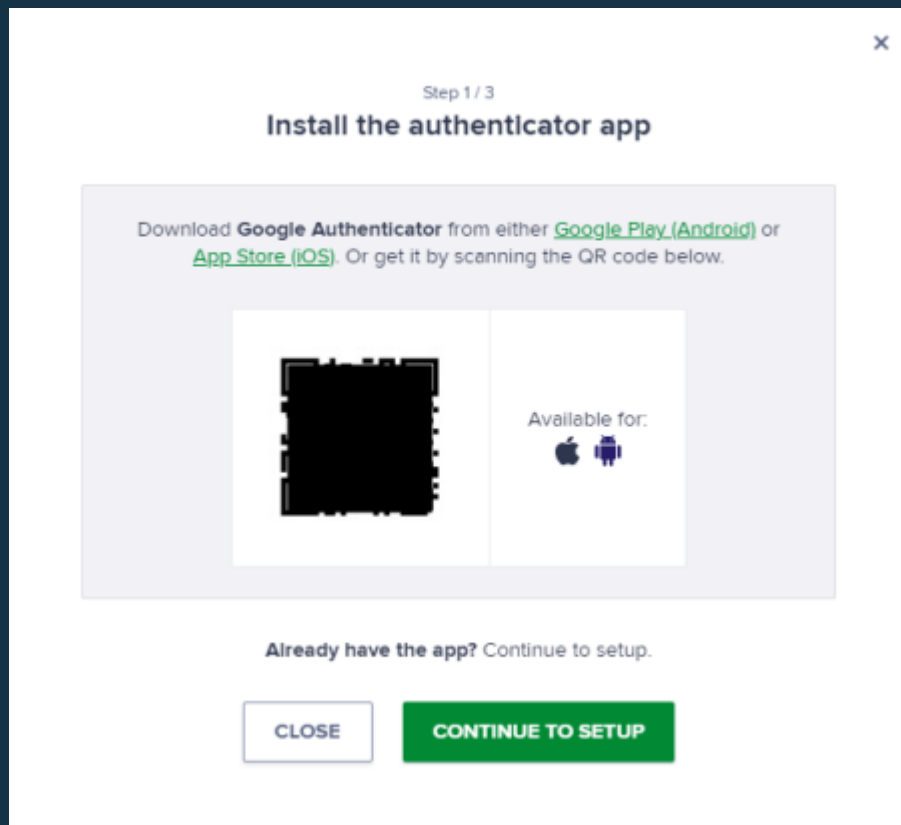 Step 1 / 3
Install the authenticator app
Download Google Authenticator from either Google Play (Android) or
App Store (iOS). Or get it by scanning the QR code below.
Available for:
Already have the app? Continue to setup.
CLOSE
CONTINUE TO SETUP